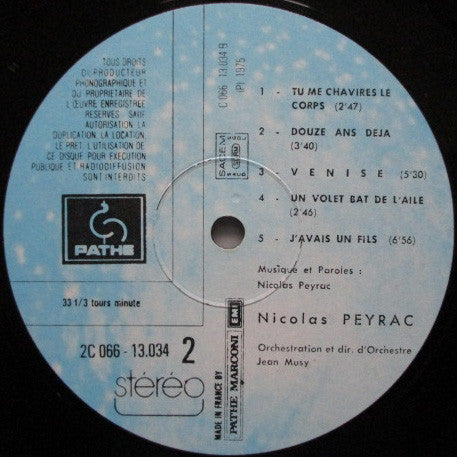 TOUS DROITS
DU PRODUCTEUR
PHONOGRAPHIQUE ET
DU PROPRIETAIRE DE
L'ŒUVRE ENREGISTREE
RESERVES SAUF
AUTORISATION LA
DUPLICATION LA LOCATION,
LE PRET, L'UTILISATION DE
CE DISQUE POUR EXECUTION
PUBLIQUE ET RADIODIFFUSION
SONT INTERDITS
PATHE
33 1/3 tours minute
2C 066 - 13.034 2
stéréo
C 066 13.034 B
(P) 1975
SACEM
MADE IN FRANCE BY
PATHE MARCONI EMI
1 - TU ME CHAVIRES LE
CORPS (2'47)
2 - DOUZE ANS DEJA
(3'40)
3 VENISE (5'30)
4 - UN VOLET BAT DE L'AILE
(2'46)
5 - J'AVAIS UN FILS (6'56)
Musique et Paroles :
Nicolas Peyrac
Nicolas PEYRAC
Orchestration et dir. d'Orchestre
Jean Musy